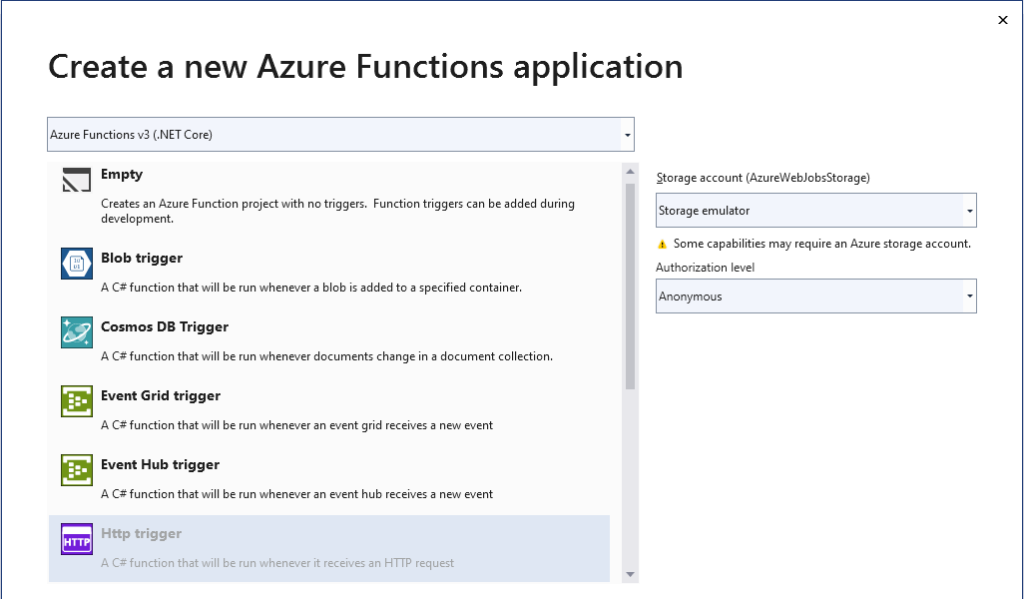 Create a new Azure Functions application
Azure Functions v3 (.NET Core)
Empty
Creates an Azure Function project with no triggers.  Function triggers can be added during
development.
Blob trigger
A C# function that will be run whenever a blob is added to a specified container.
Cosmos DB Trigger
A C# function that will be run whenever documents change in a document collection.
Event Grid trigger
A C# function that will be run whenever an event grid receives a new event
Event Hub trigger
A C# function that will be run whenever an event hub receives a new event
HTTP
Http trigger
A C# function that will be run whenever it receives an HTTP request
Storage account (AzureWebJobsStorage)
Storage emulator
Some capabilities may require an Azure storage account.
Authorization level
Anonymous